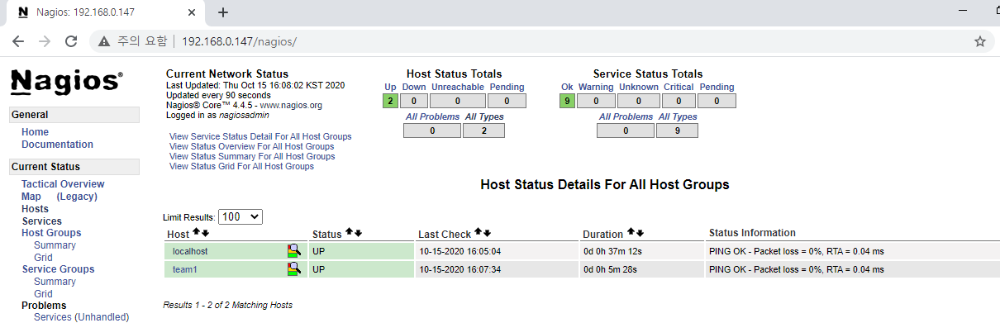 Nagios: 192.168.0.147
주의 요함 192.168.0.147/nagios/
Nagios®
General
Home
Documentation
Current Status
Tactical Overview
Map (Legacy)
Hosts
Services
Host Groups
Summary
Grid
Service Groups
Summary
Grid
Problems
Services (Unhandled)
Current Network Status
Last Updated: Thu Oct 15 16:08:02 KST 2020
Updated every 90 seconds
Nagios® Core™ 4.4.5 - www.nagios.org
Logged in as nagiosadmin
View Service Status Detail For All Host Groups
View Status Overview For All Host Groups
View Status Summary For All Host Groups
View Status Grid For All Host Groups
Host Status Totals
Up Down Unreachable Pending
2 0 0 0
All Problems All Types
0 2
Service Status Totals
Ok Warning Unknown Critical Pending
9 0 0 0 0
All Problems All Types
0 9
Host Status Details For All Host Groups
Limit Results: 100
Host Status Last Check Duration Status Information
localhost UP 10-15-2020 16:05:04 0d 0h 37m 12s PING OK - Packet loss = 0%, RTA = 0.04 ms
team1 UP 10-15-2020 16:07:34 0d 0h 5m 28s PING OK - Packet loss = 0%, RTA = 0.04 ms
Results 1 - 2 of 2 Matching Hosts